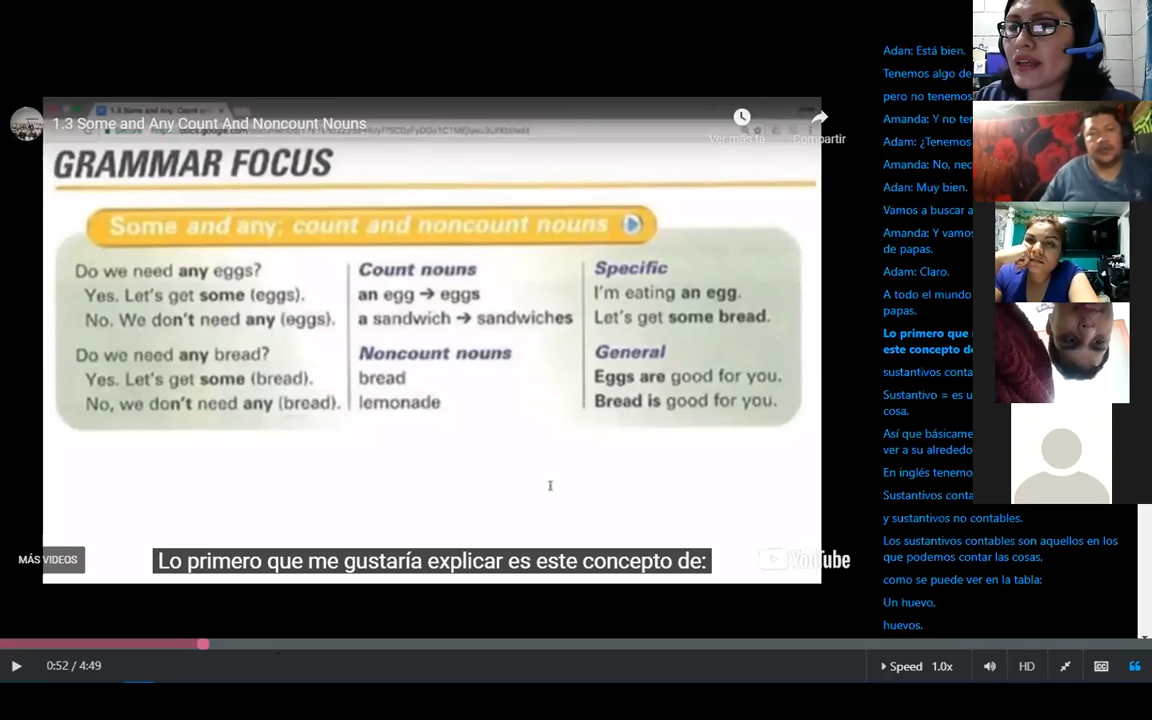 1.3 Some and Any Count And Noncount Nouns
Ver más ta
Compartir
GRAMMAR FOCUS
Some and any; count and noncount nouns
Do we need any eggs?
Yes. Let's get some (eggs).
No. We don't need any (eggs).
Do we need any bread?
Yes. Let's get some (bread).
No, we don't need any (bread).
Count nouns
an egg → eggs
a sandwich → sandwiches
Noncount nouns
bread
lemonade
Specific
I'm eating an egg.
Let's get some bread.
General
Eggs are good for you.
Bread is good for you.
MÁS VIDEOS
Lo primero que me gustaría explicar es este concepto de:
YouTube
0:52 / 4:49
Speed 1.0x
HD
CC
Adan: Está bien.
Tenemos algo de
pero no tenemos
Amanda: Y no
Adam: ¿Tenemos
Amanda: No,
Adan: Muy bien.
Vamos a buscar a
Amanda: Y vamos
de papas.
Adam: Claro.
A todo el mundo
papas.
Lo primero que
este concepto
sustantivos
Sustantivo = es
cosa.
Así que
ver a su
En inglés
Sustantivos
y sustantivos no contables.
Los sustantivos contables son aquellos en los
que podemos contar las cosas,
como se puede ver en la tabla:
Un huevo,
huevos.